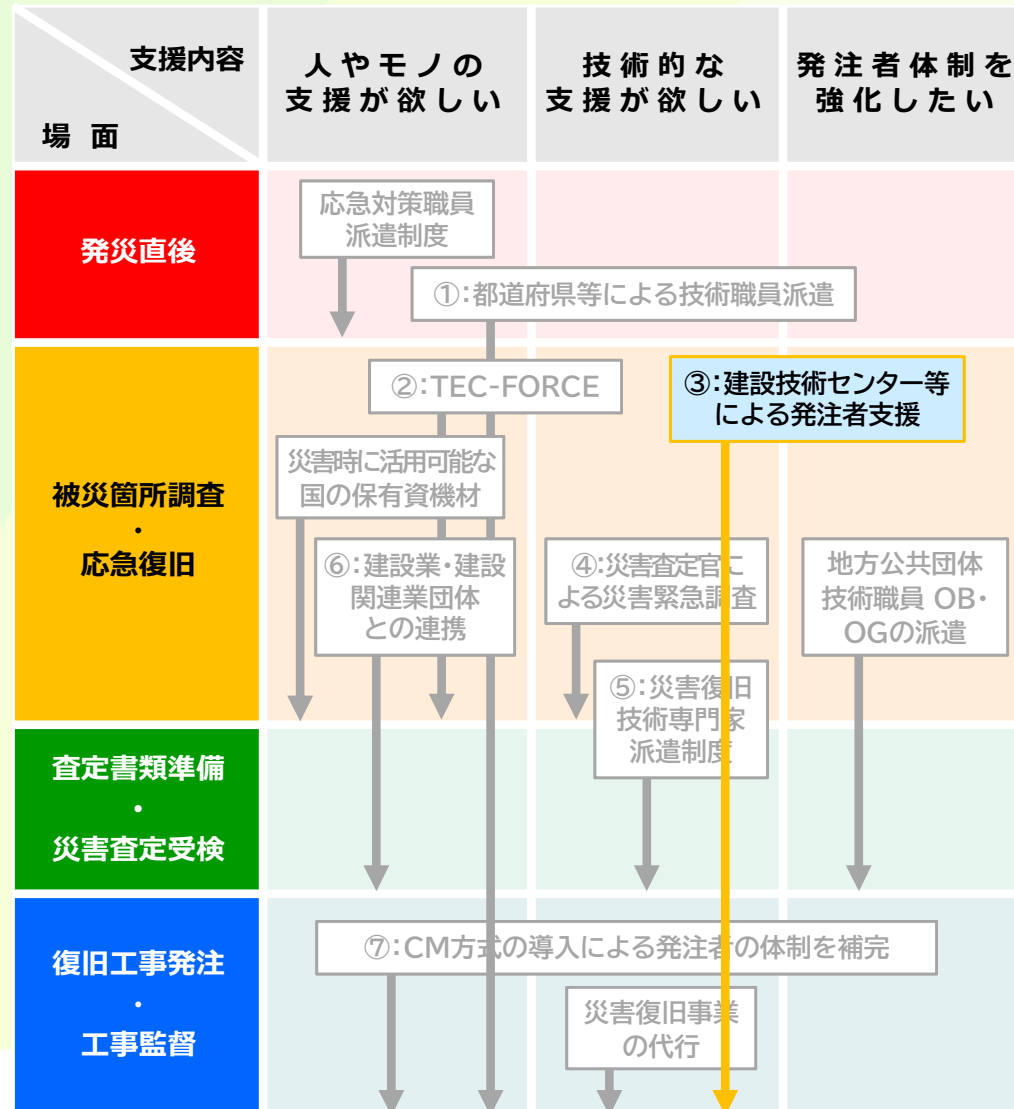 支援内容
場 面
人やモノの
支援が欲しい
技術的な
支援が欲しい
発注者体制を
強化したい
発災直後
応急対策職員
派遣制度
①:都道府県等による技術職員派遣
被災箇所調査
・
応急復旧
②:TEC-FORCE
③:建設技術センター等
による発注者支援
災害時に活用可能な
国の保有資機材
⑥:建設業・建設
関連業団体
との連携
④:災害査定官に
よる災害緊急調査
地方公共団体
技術職員 OB・
OGの派遣
⑤:災害復旧
技術専門家
派遣制度
査定書類準備
・
災害査定受検
復旧工事発注
・
工事監督
⑦:CM方式の導入による発注者の体制を補完
災害復旧事業
の代行